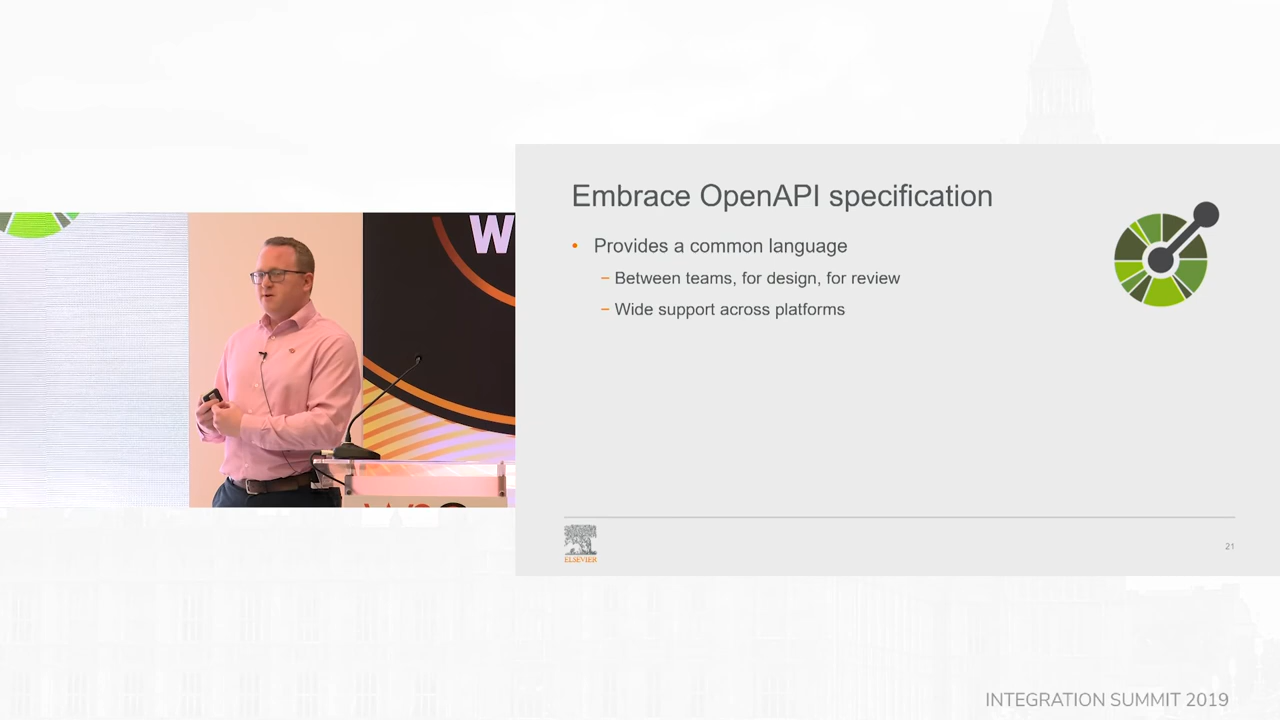 W
Embrace OpenAPI specification
• Provides a common language
– Between teams, for design, for review
– Wide support across platforms
ELSEVIER
21
INTEGRATION SUMMIT 2019